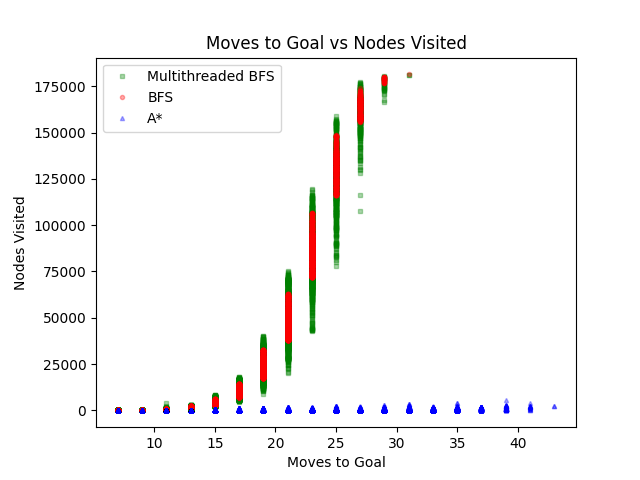 Moves to Goal vs Nodes Visited
Multithreaded BFS
BFS
A*
175000
150000
125000
100000
75000
50000
25000
0
Nodes Visited
10 15 20 25 30 35 40
Moves to Goal